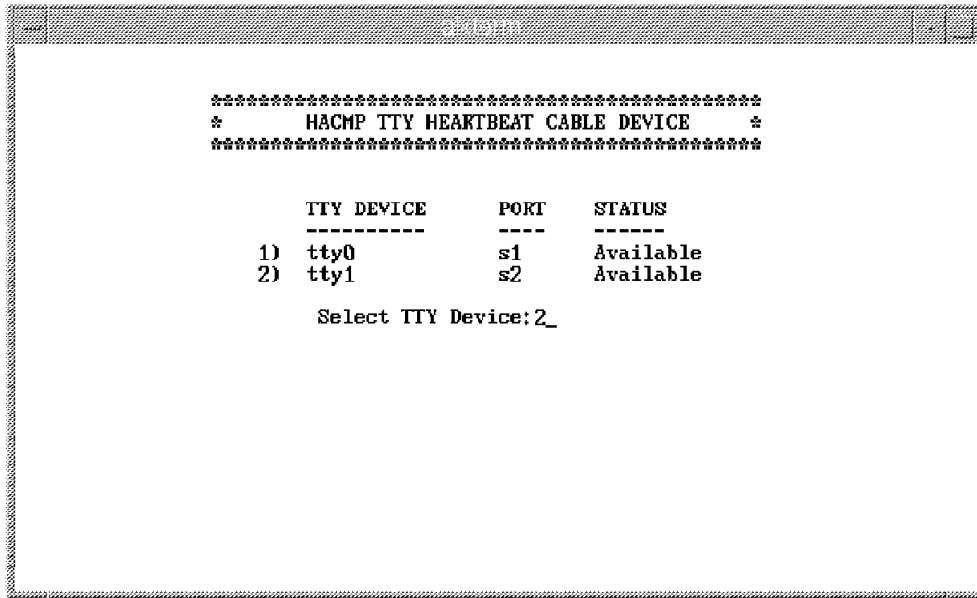 ************************************************
* HACMP TTY HEARTBEAT CABLE DEVICE *
************************************************
TTY DEVICE PORT STATUS
---------- ---- ------
1) tty0 s1 Available
2) tty1 s2 Available
Select TTY Device:2_